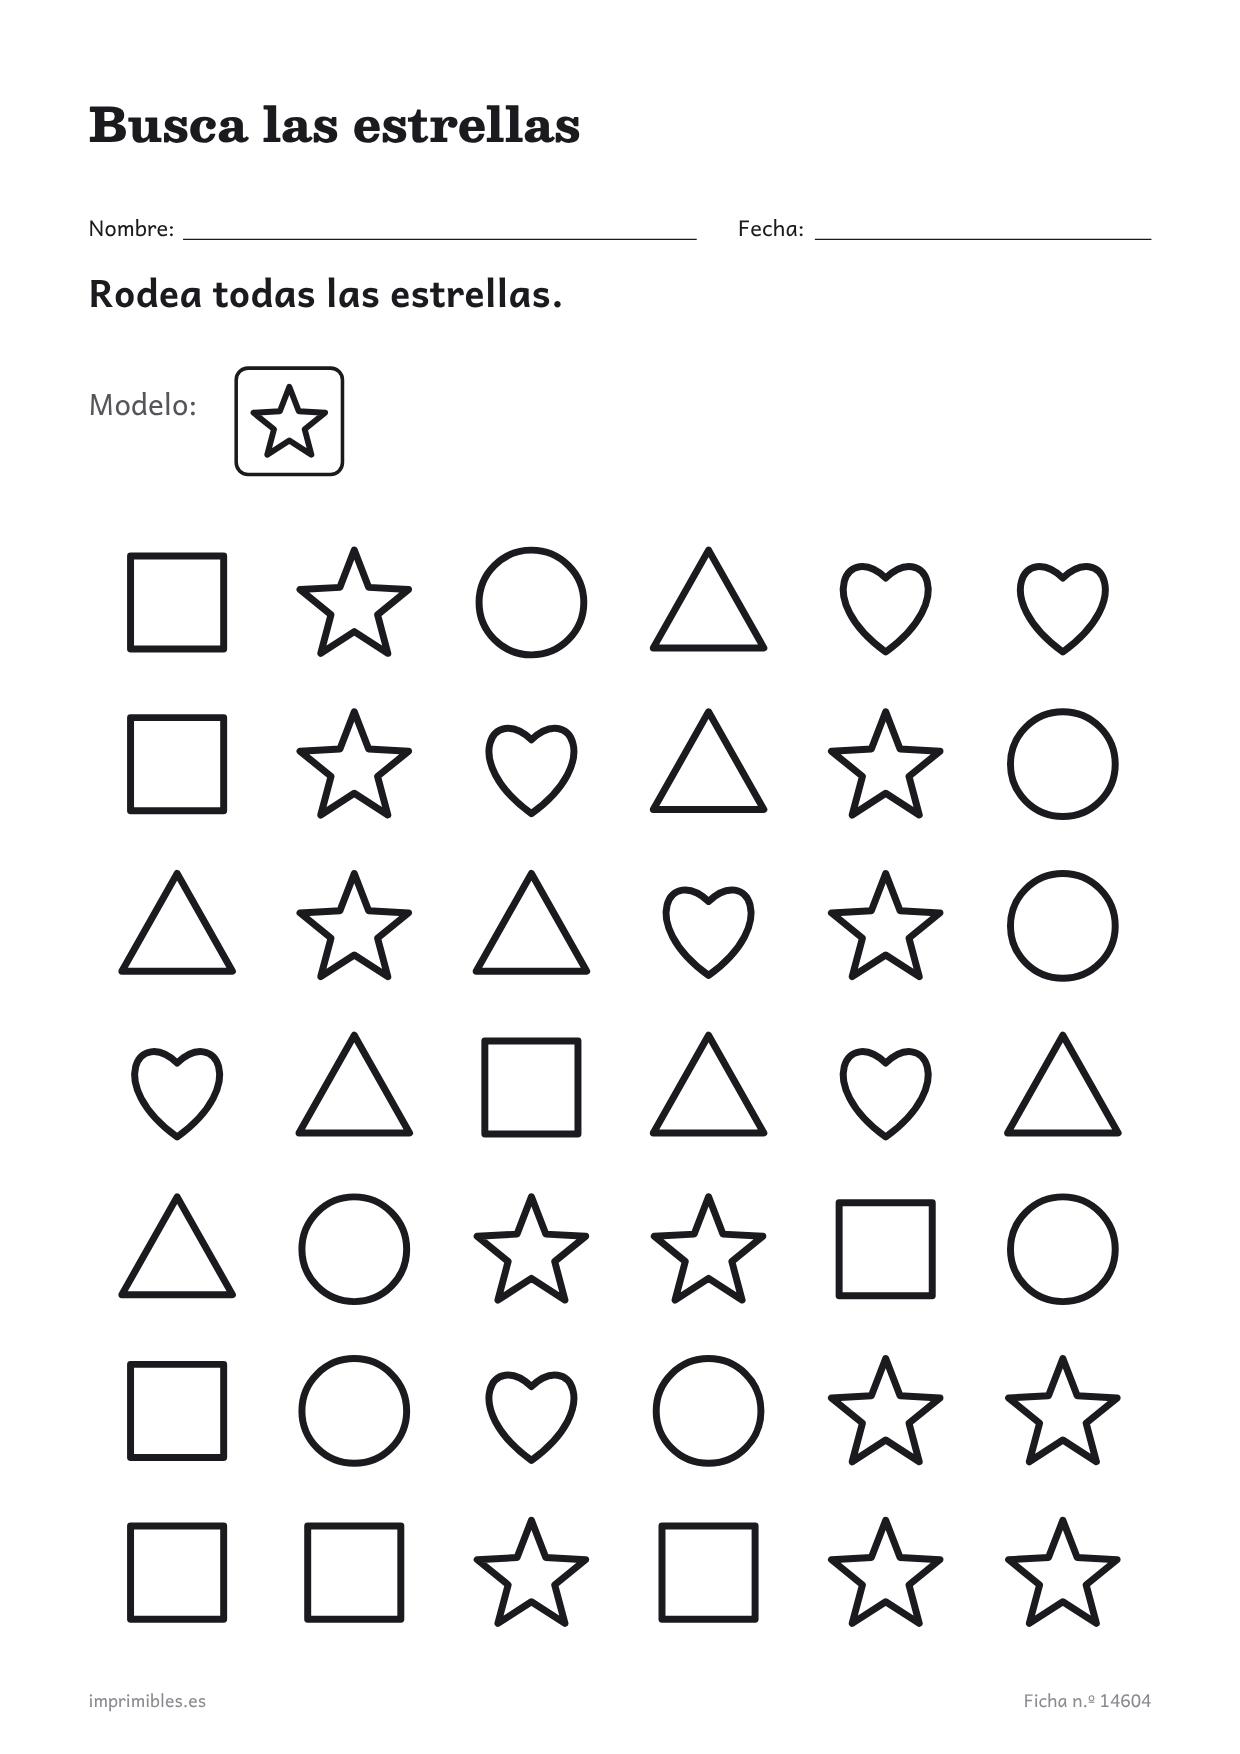 Busca las estrellas
Nombre: Fecha:
Rodea todas las estrellas.
Modelo:
imprimibles.es Ficha n.º 14604